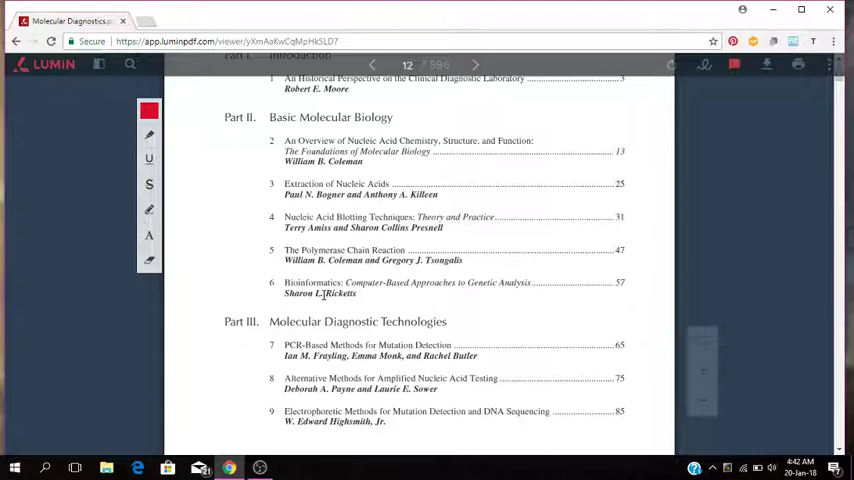 Molecular Diagnostics.pc
Secure
https://app.luminpdf.com/viewer/yXmAaKwCqMpHkSLD7
LUMIN
12 / 596
Part I. Introduction
1 An Historical Perspective on the Clinical Diagnostic Laboratory 3
Robert E. Moore
Part II. Basic Molecular Biology
2 An Overview of Nucleic Acid Chemistry, Structure, and Function:
The Foundations of Molecular Biology 13
William B. Coleman
3 Extraction of Nucleic Acids 25
Paul N. Bogner and Anthony A. Killeen
4 Nucleic Acid Blotting Techniques: Theory and Practice 31
Terry Amiss and Sharon Collins Presnell
5 The Polymerase Chain Reaction 47
William B. Coleman and Gregory J. Tsongalis
6 Bioinformatics: Computer-Based Approaches to Genetic Analysis 57
Sharon L. Ricketts
Part III. Molecular Diagnostic Technologies
7 PCR-Based Methods for Mutation Detection 65
Ian M. Frayling, Emma Monk, and Rachel Butler
8 Alternative Methods for Amplified Nucleic Acid Testing 75
Deborah A. Payne and Laurie E. Sower
9 Electrophoretic Methods for Mutation Detection and DNA Sequencing 85
W. Edward Highsmith, Jr.
U
S
A
T
21
4:42 AM
20-Jan-18
7